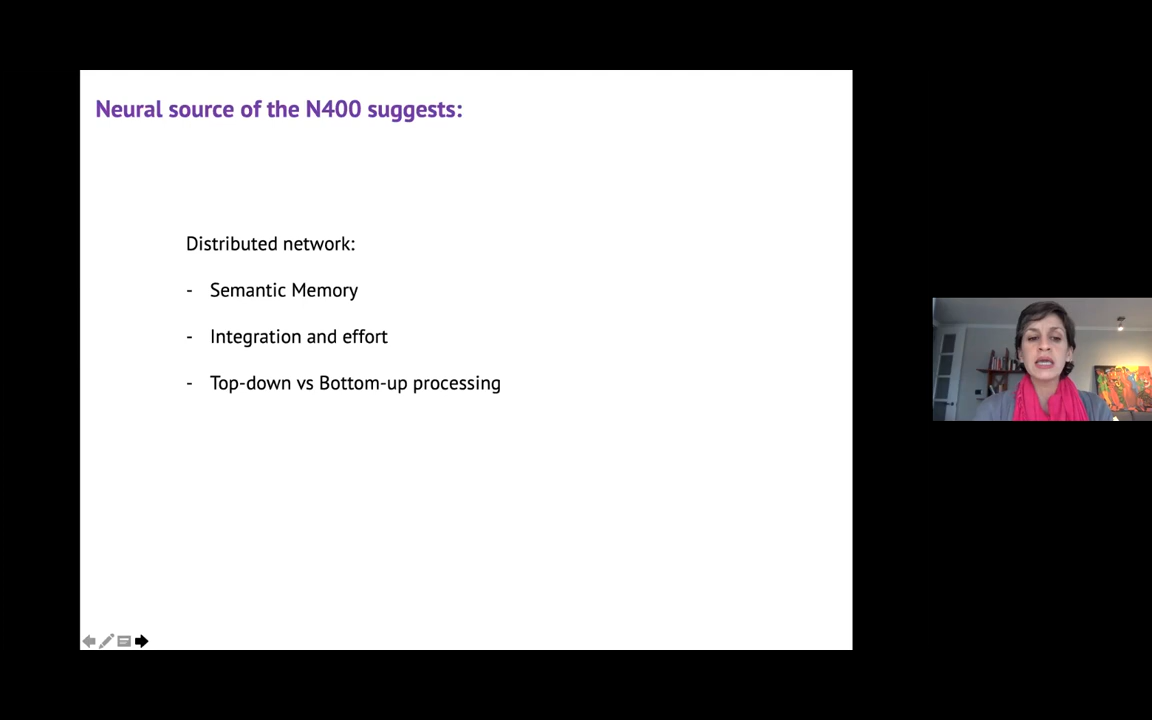 Neural source of the N400 suggests:
Distributed network:
- Semantic Memory
- Integration and effort
- Top-down vs Bottom-up processing